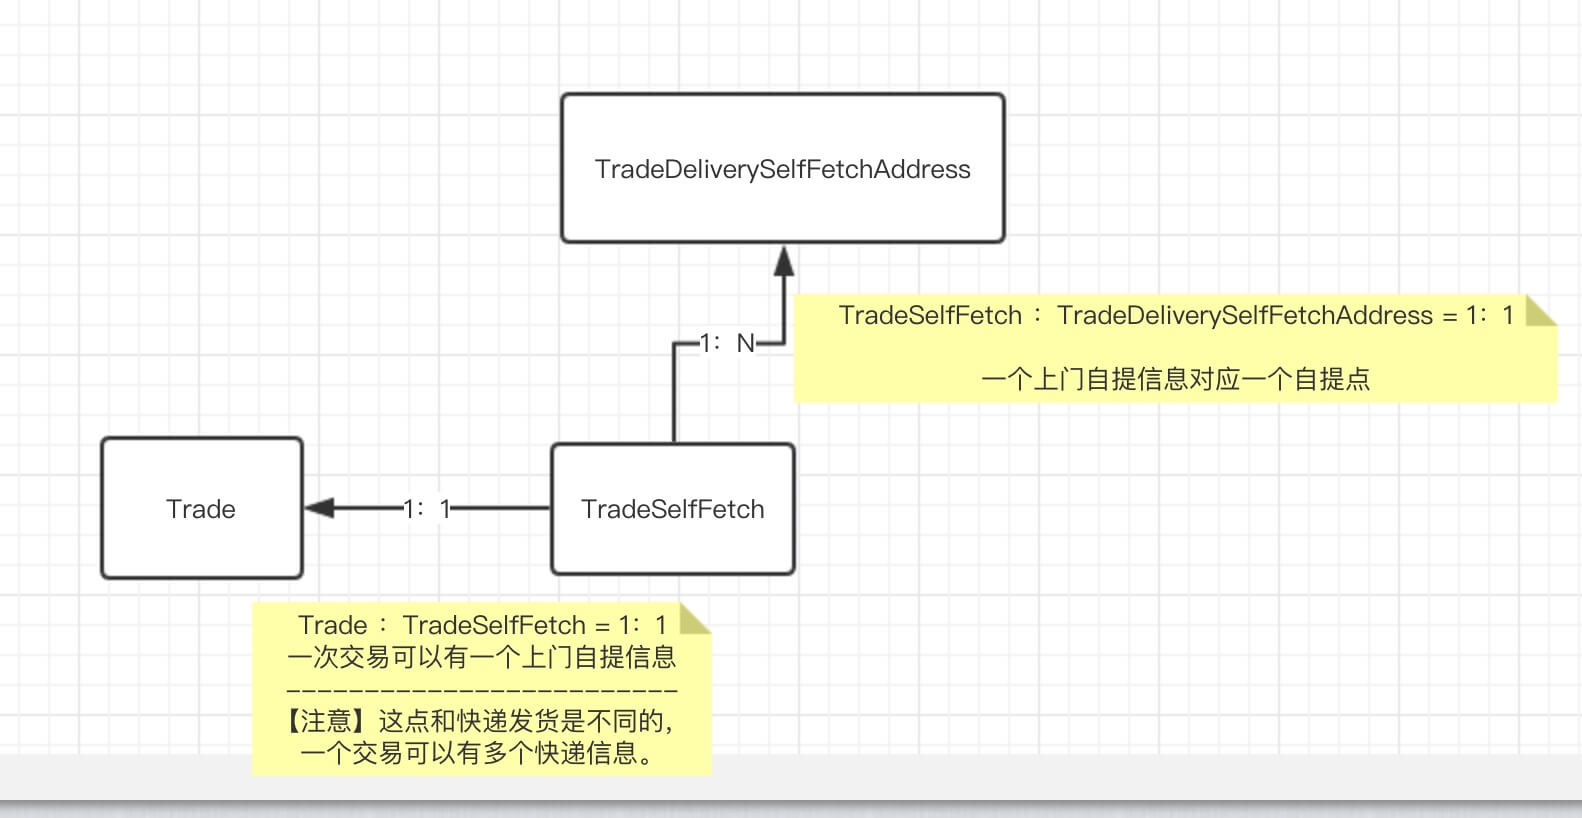 TradeDeliverySelfFetchAddress
TradeSelfFetch ： TradeDeliverySelfFetchAddress = 1：1
1：N
一个上门自提信息对应一个自提点
Trade
1：1
TradeSelfFetch
Trade ： TradeSelfFetch = 1：1
一次交易可以有一个上门自提信息
-------------------------
【注意】这点和快递发货是不同的，
一个交易可以有多个快递信息。